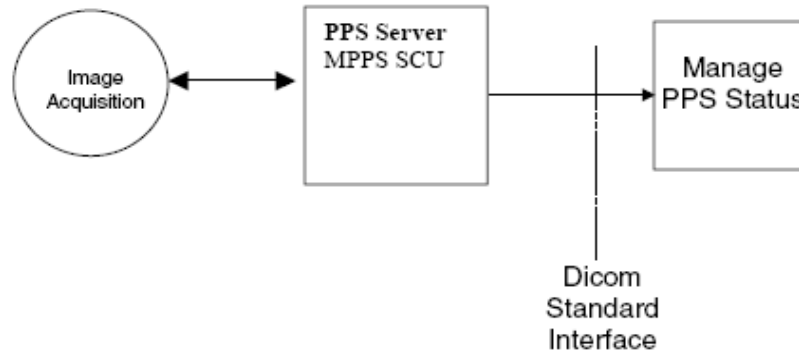 Image
Acquisition
PPS Server
MPPS SCU
Manage
PPS Status
Dicom
Standard
Interface